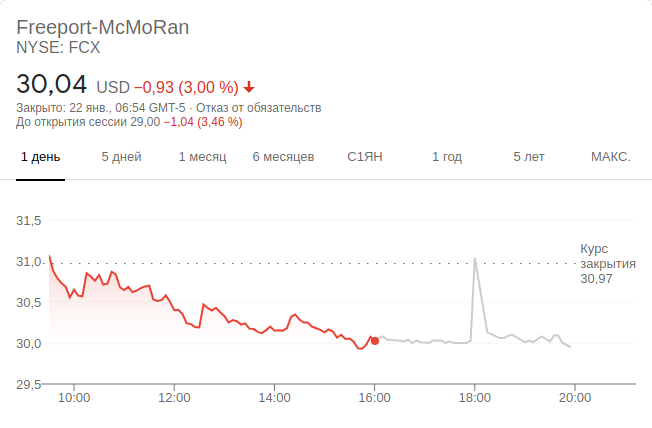 Freeport-McMoRan
NYSE: FCX
30,04 USD −0,93 (3,00 %)
Закрыто: 22 янв., 06:54 GMT-5 · Отказ от обязательств
До открытия сессии 29,00 −1,04 (3,46 %)
1 день 5 дней 1 месяц 6 месяцев С1ЯН 1 год 5 лет МАКС.
31,5
31,0
30,5
30,0
29,5
Курс
закрытия
30,97
10:00 12:00 14:00 16:00 18:00 20:00